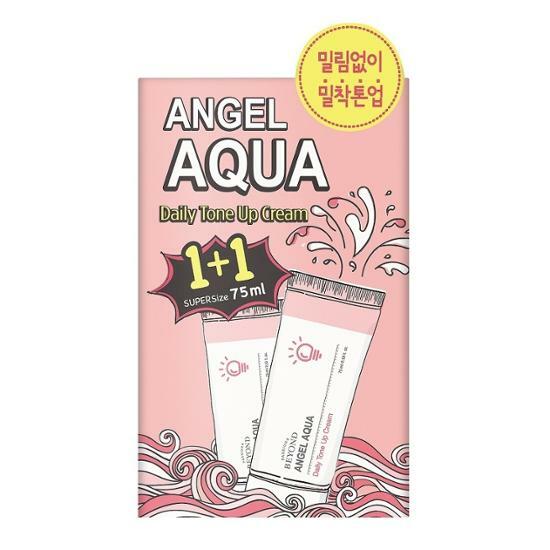 밀림없이
밀착톤업
ANGEL
AQUA
Daily Tone Up Cream
1+1
SUPERSize 75ml
BEYOND
ANGEL AQUA
Daily Tone Up Cream